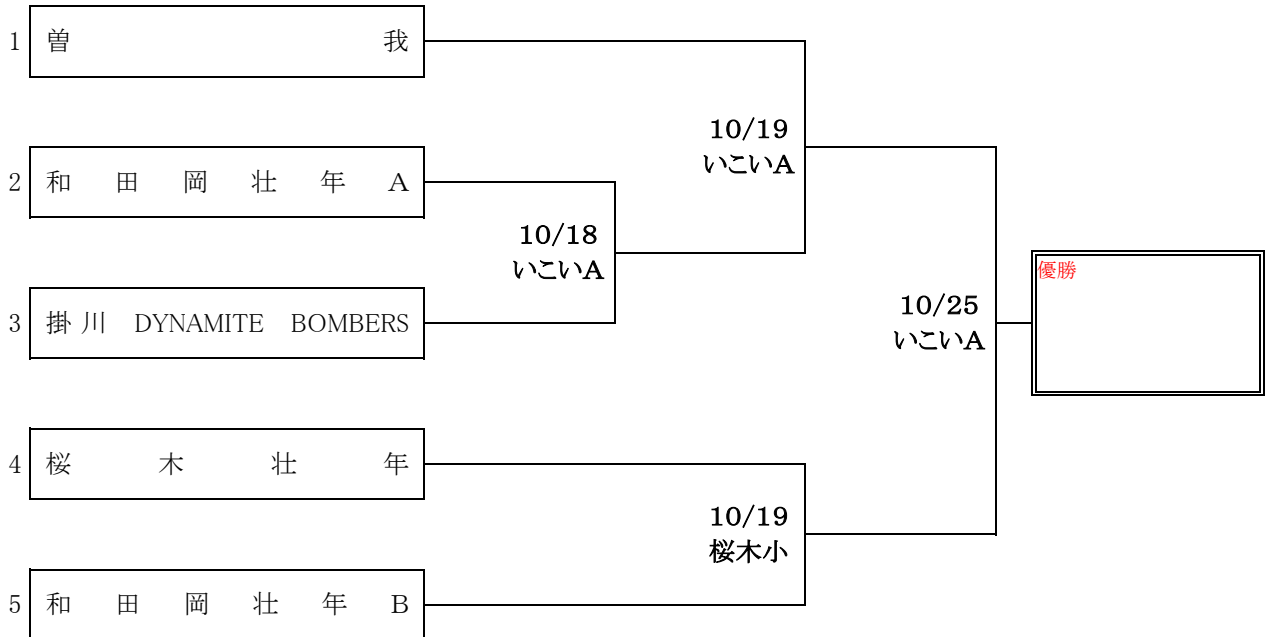 1 曽我
10/19
いこいA
2 和田岡壮年A
10/18
いこいA
優勝
3 掛川 DYNAMITE BOMBERS
10/25
いこいA
4 桜木壮年
10/19
桜木小
5 和田岡壮年B